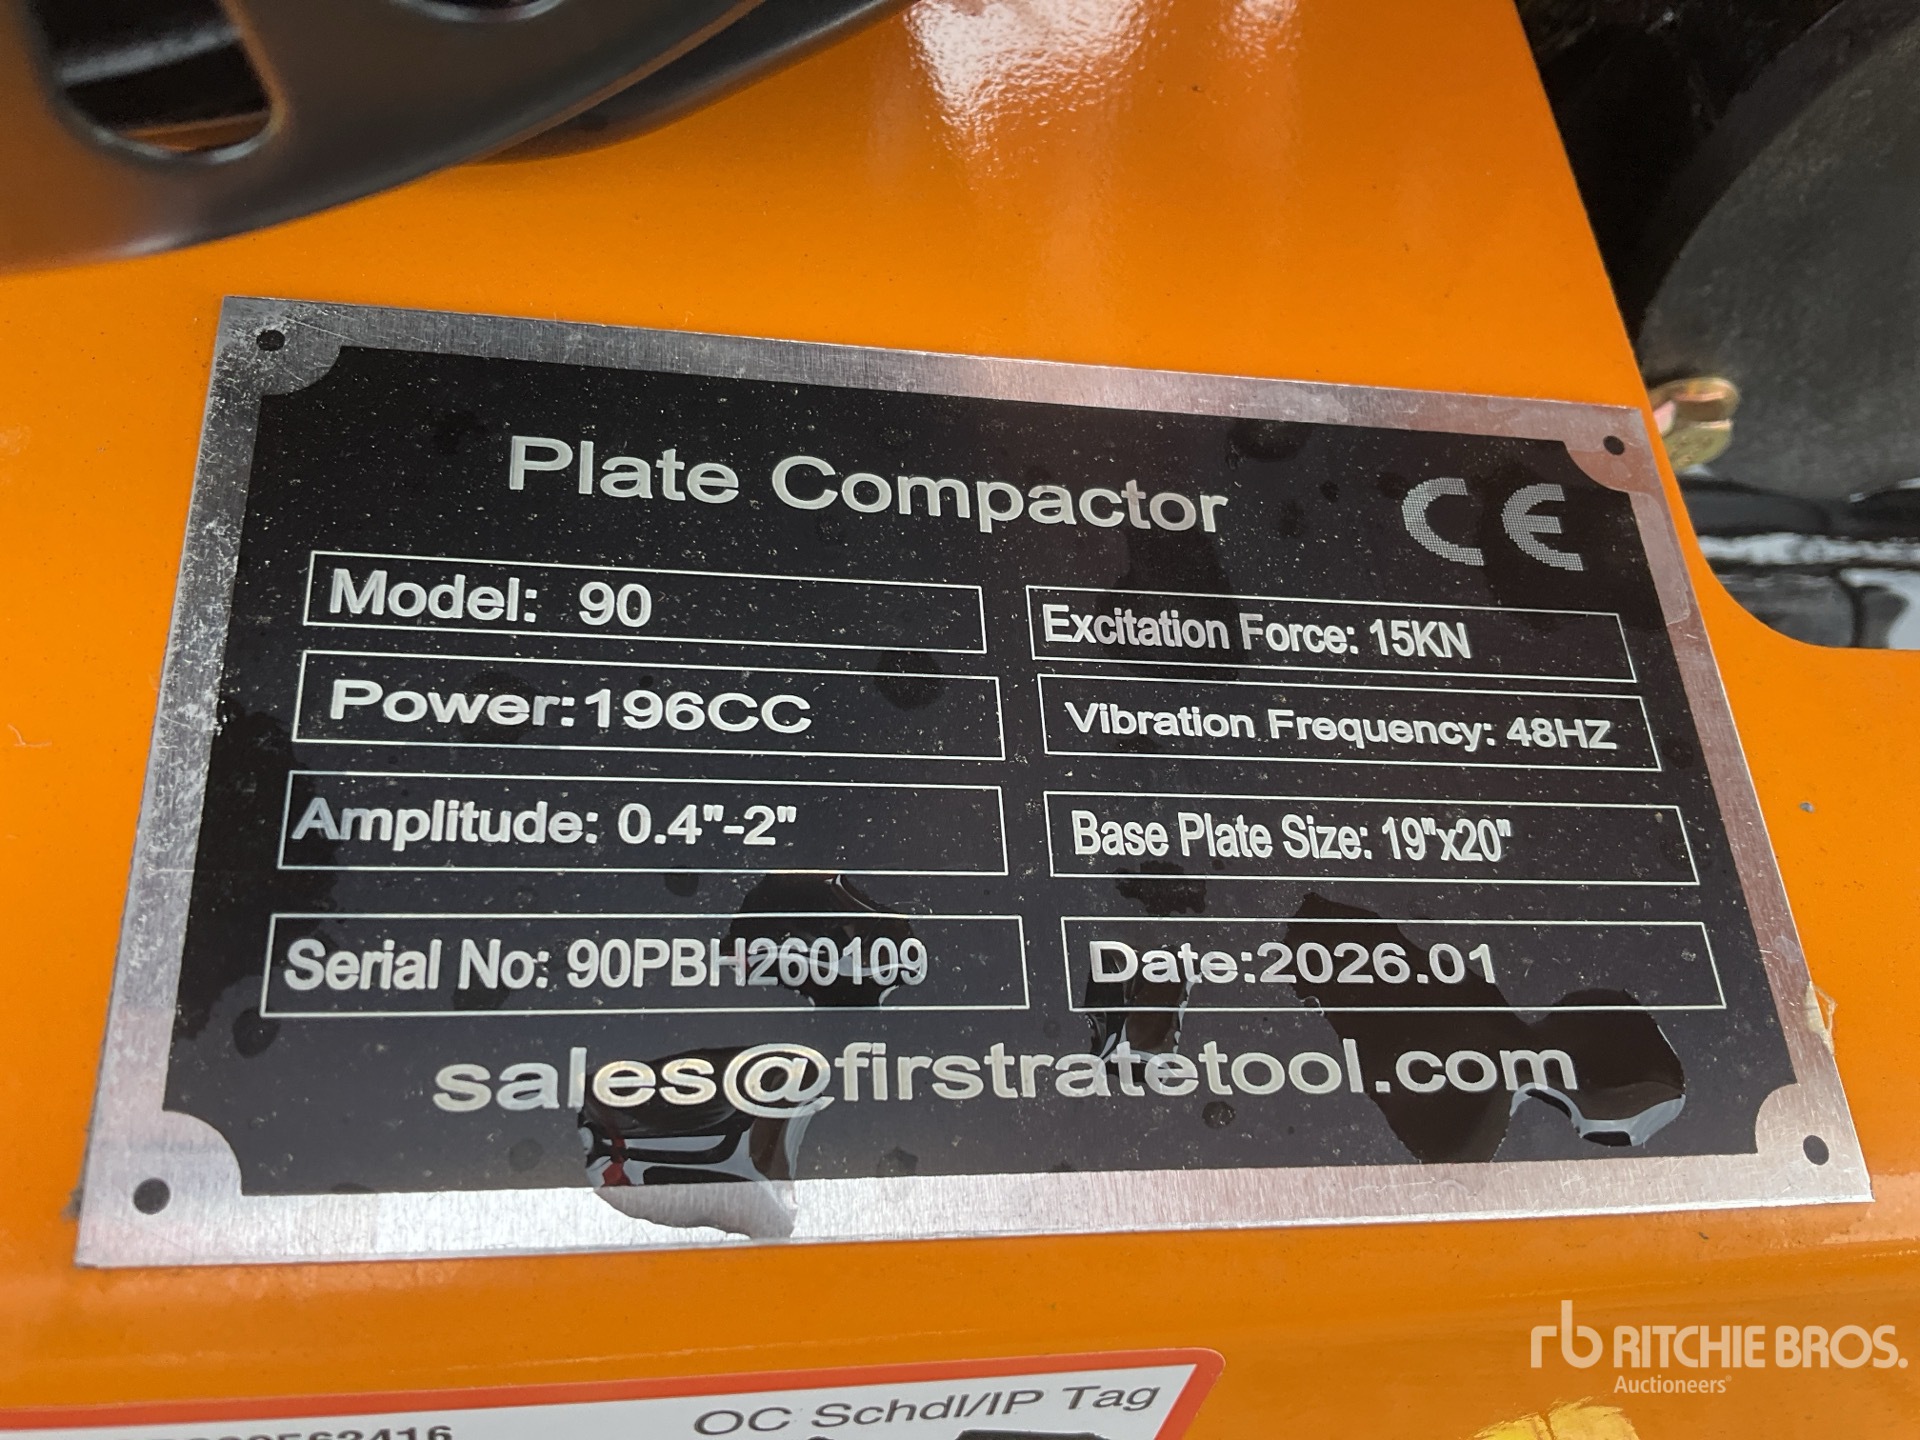 Plate Compactor CE
Model: 90
Excitation Force: 15KN
Power:196CC
Vibration Frequency: 48HZ
Amplitude: 0.4"-2"
Base Plate Size: 19"x20"
Serial No: 90PBH260109
Date:2026.01
sales@firstratetool.com
rb RITCHIE BROS.
Auctioneers
OC Schdl/IP Tag